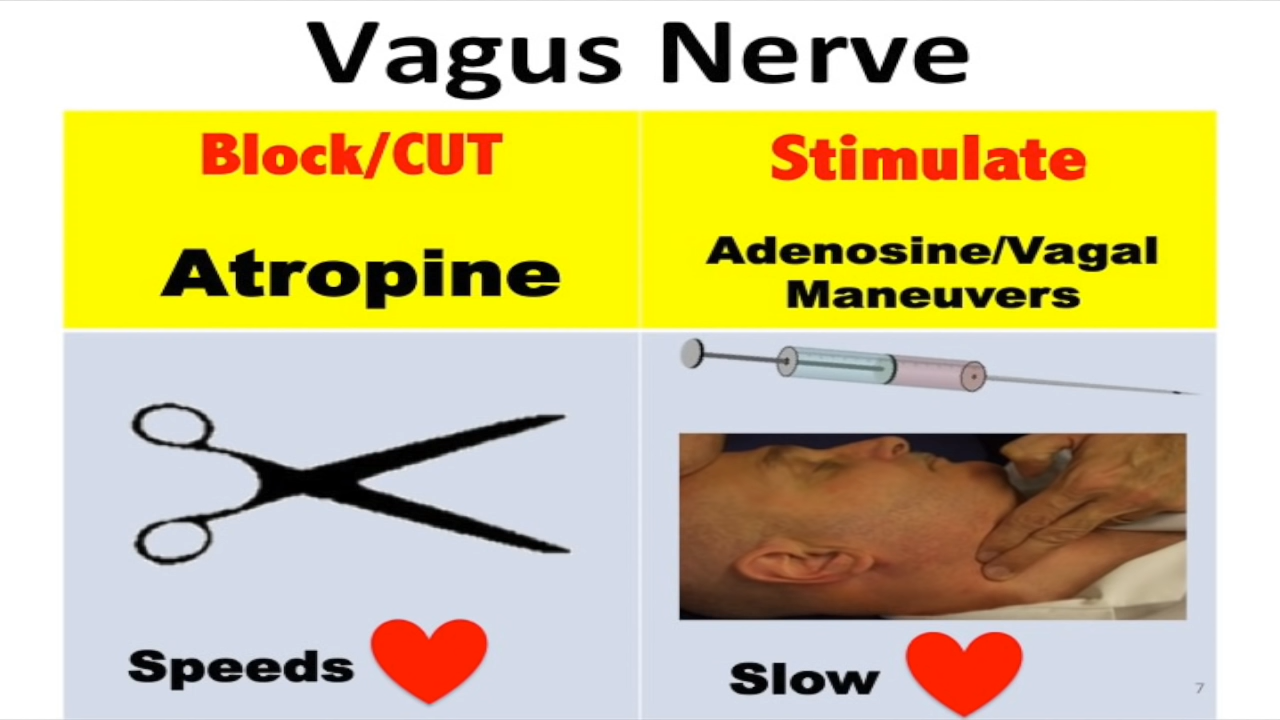 Vagus Nerve
Block/CUT
Atropine
Stimulate
Adenosine/Vagal
Maneuvers
Speeds
Slow
7